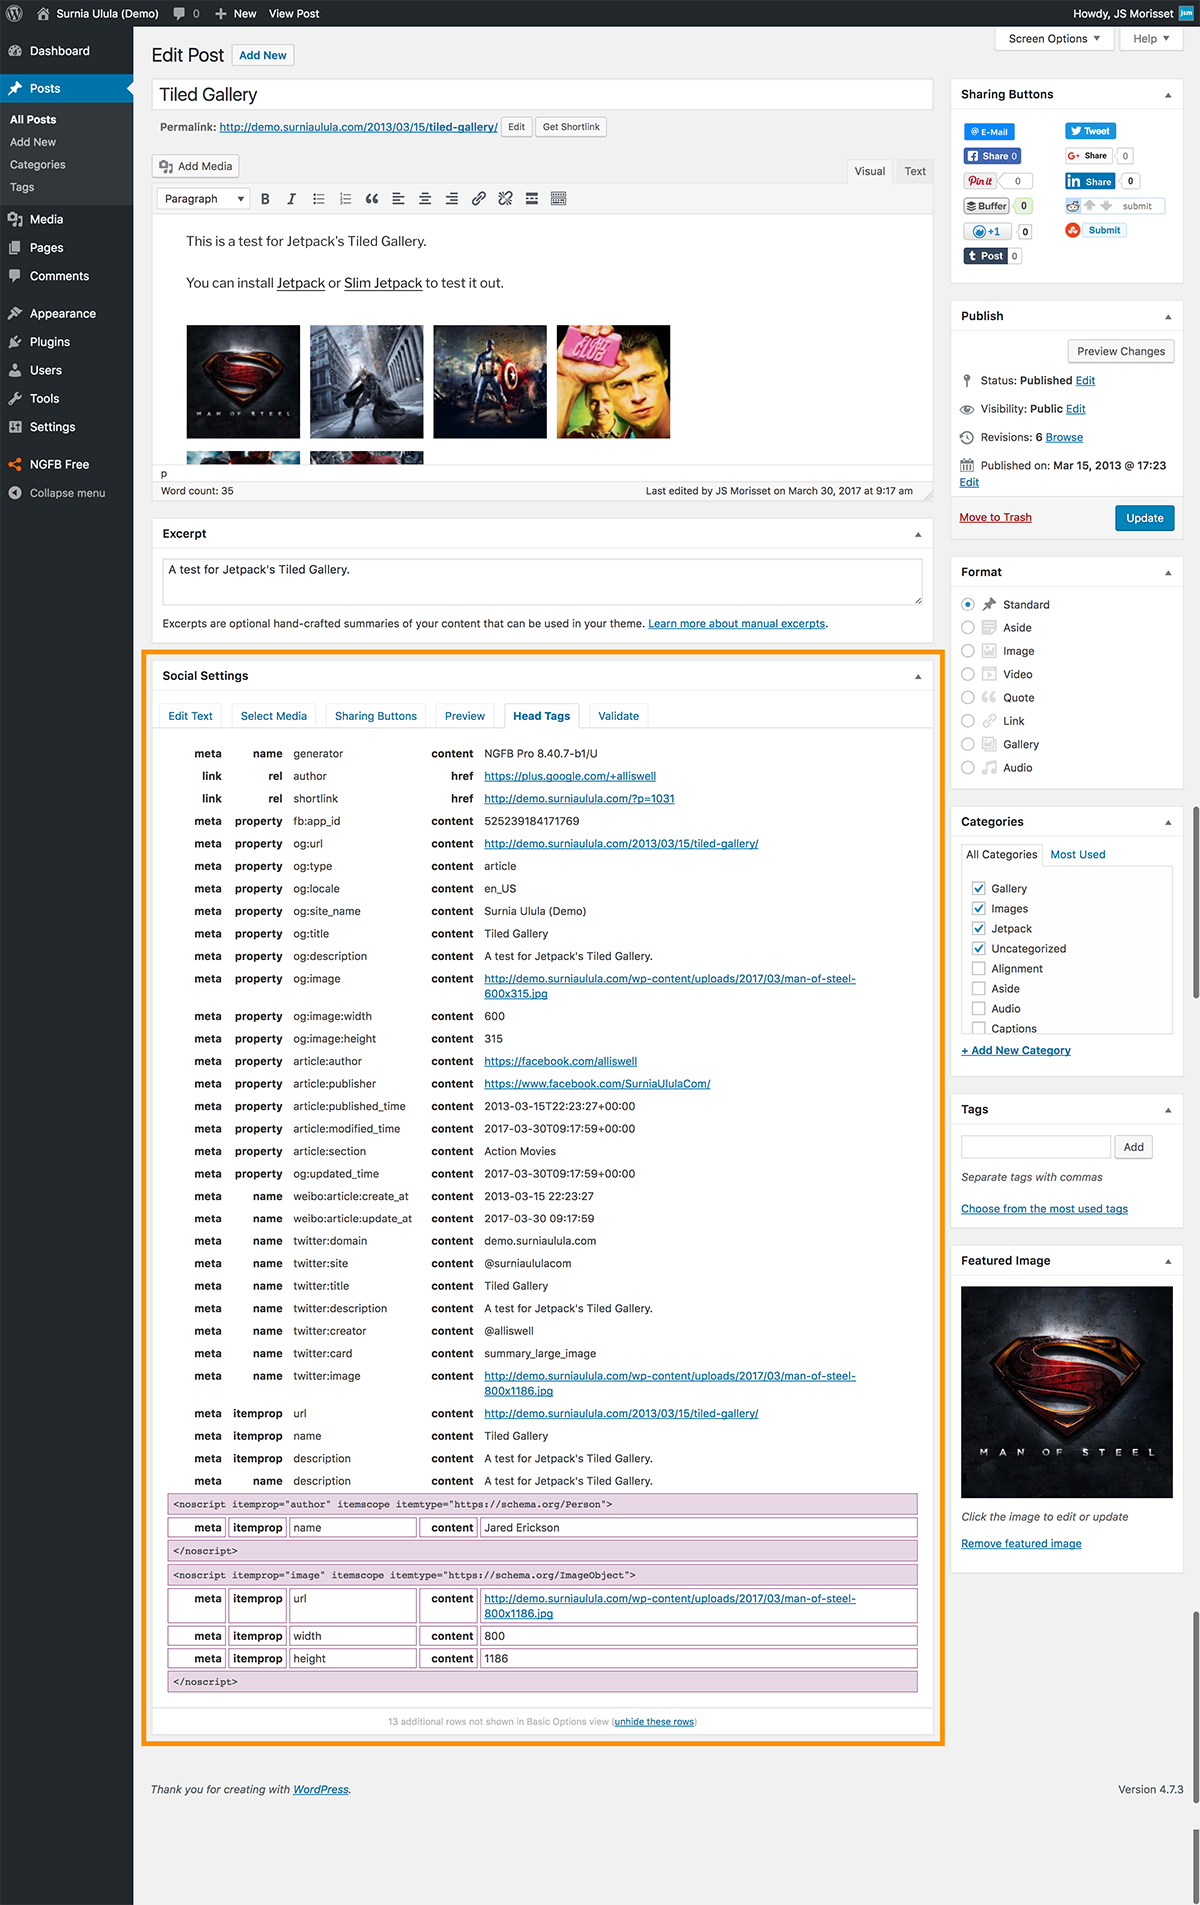 Surnia Ulula (Demo) 0 New View Post Howdy, JS Morisset jsm
Dashboard
Posts
All Posts
Add New
Categories
Tags
Media
Pages
Comments
Appearance
Plugins
Users
Tools
Settings
NGFB Free
Collapse menu
Screen Options Help
Edit Post Add New
Tiled Gallery
Permalink: http://demo.surniaulula.com/2013/03/15/tiled-gallery/ Edit Get Shortlink
Add Media
Visual Text
Paragraph B I
This is a test for Jetpack's Tiled Gallery.
You can install Jetpack or Slim Jetpack to test it out.
MAN OF STEEL
FIGHT CLUB
p
Word count: 35 Last edited by JS Morisset on March 30, 2017 at 9:17 am
Excerpt
A test for Jetpack's Tiled Gallery.
Excerpts are optional hand-crafted summaries of your content that can be used in your theme. Learn more about manual excerpts.
Social Settings
Edit Text Select Media Sharing Buttons Preview Head Tags Validate
meta name generator content NGFB Pro 8.40.7-b1/U
link rel author href https://plus.google.com/+alliswell
link rel shortlink href http://demo.surniaulula.com/?p=1031
meta property fb:app_id content 525239184171769
meta property og:url content http://demo.surniaulula.com/2013/03/15/tiled-gallery/
meta property og:type content article
meta property og:locale content en_US
meta property og:site_name content Surnia Ulula (Demo)
meta property og:title content Tiled Gallery
meta property og:description content A test for Jetpack's Tiled Gallery.
meta property og:image content http://demo.surniaulula.com/wp-content/uploads/2017/03/man-of-steel-
600x315.jpg
meta property og:image:width content 600
meta property og:image:height content 315
meta property article:author content https://facebook.com/alliswell
meta property article:publisher content https://www.facebook.com/SurniaUlulaCom/
meta property article:published_time content 2013-03-15T22:23:27+00:00
meta property article:modified_time content 2017-03-30T09:17:59+00:00
meta property article:section content Action Movies
meta property og:updated_time content 2017-03-30T09:17:59+00:00
meta name weibo:article:create_at content 2013-03-15 22:23:27
meta name weibo:article:update_at content 2017-03-30 09:17:59
meta name twitter:domain content demo.surniaulula.com
meta name twitter:site content @surniaululacom
meta name twitter:title content Tiled Gallery
meta name twitter:description content A test for Jetpack's Tiled Gallery.
meta name twitter:creator content @alliswell
meta name twitter:card content summary_large_image
meta name twitter:image content http://demo.surniaulula.com/wp-content/uploads/2017/03/man-of-steel-
800x1186.jpg
meta itemprop url content http://demo.surniaulula.com/2013/03/15/tiled-gallery/
meta itemprop name content Tiled Gallery
meta itemprop description content A test for Jetpack's Tiled Gallery.
meta name description content A test for Jetpack's Tiled Gallery.
<noscript itemprop="author" itemscope itemtype="https://schema.org/Person">
meta itemprop name content Jared Erickson
</noscript>
<noscript itemprop="image" itemscope itemtype="https://schema.org/ImageObject">
meta itemprop url content http://demo.surniaulula.com/wp-content/uploads/2017/03/man-of-steel-
800x1186.jpg
meta itemprop width content 800
meta itemprop height content 1186
</noscript>
13 additional rows not shown in Basic Options view (unhide these rows)
Sharing Buttons
@ E-Mail Tweet
Share 0 G+ Share 0
Pin it 0 in Share 0
Buffer 0 submit
+1 0 Submit
t Post 0
Publish
Preview Changes
Status: Published Edit
Visibility: Public Edit
Revisions: 6 Browse
Published on: Mar 15, 2013 @ 17:23
Edit
Move to Trash Update
Format
Standard
Aside
Image
Video
Quote
Link
Gallery
Audio
Categories
All Categories Most Used
Gallery
Images
Jetpack
Uncategorized
Alignment
Aside
Audio
Captions
+ Add New Category
Tags
Add
Separate tags with commas
Choose from the most used tags
Featured Image
MAN OF STEEL
Click the image to edit or update
Remove featured image
Thank you for creating with WordPress. Version 4.7.3